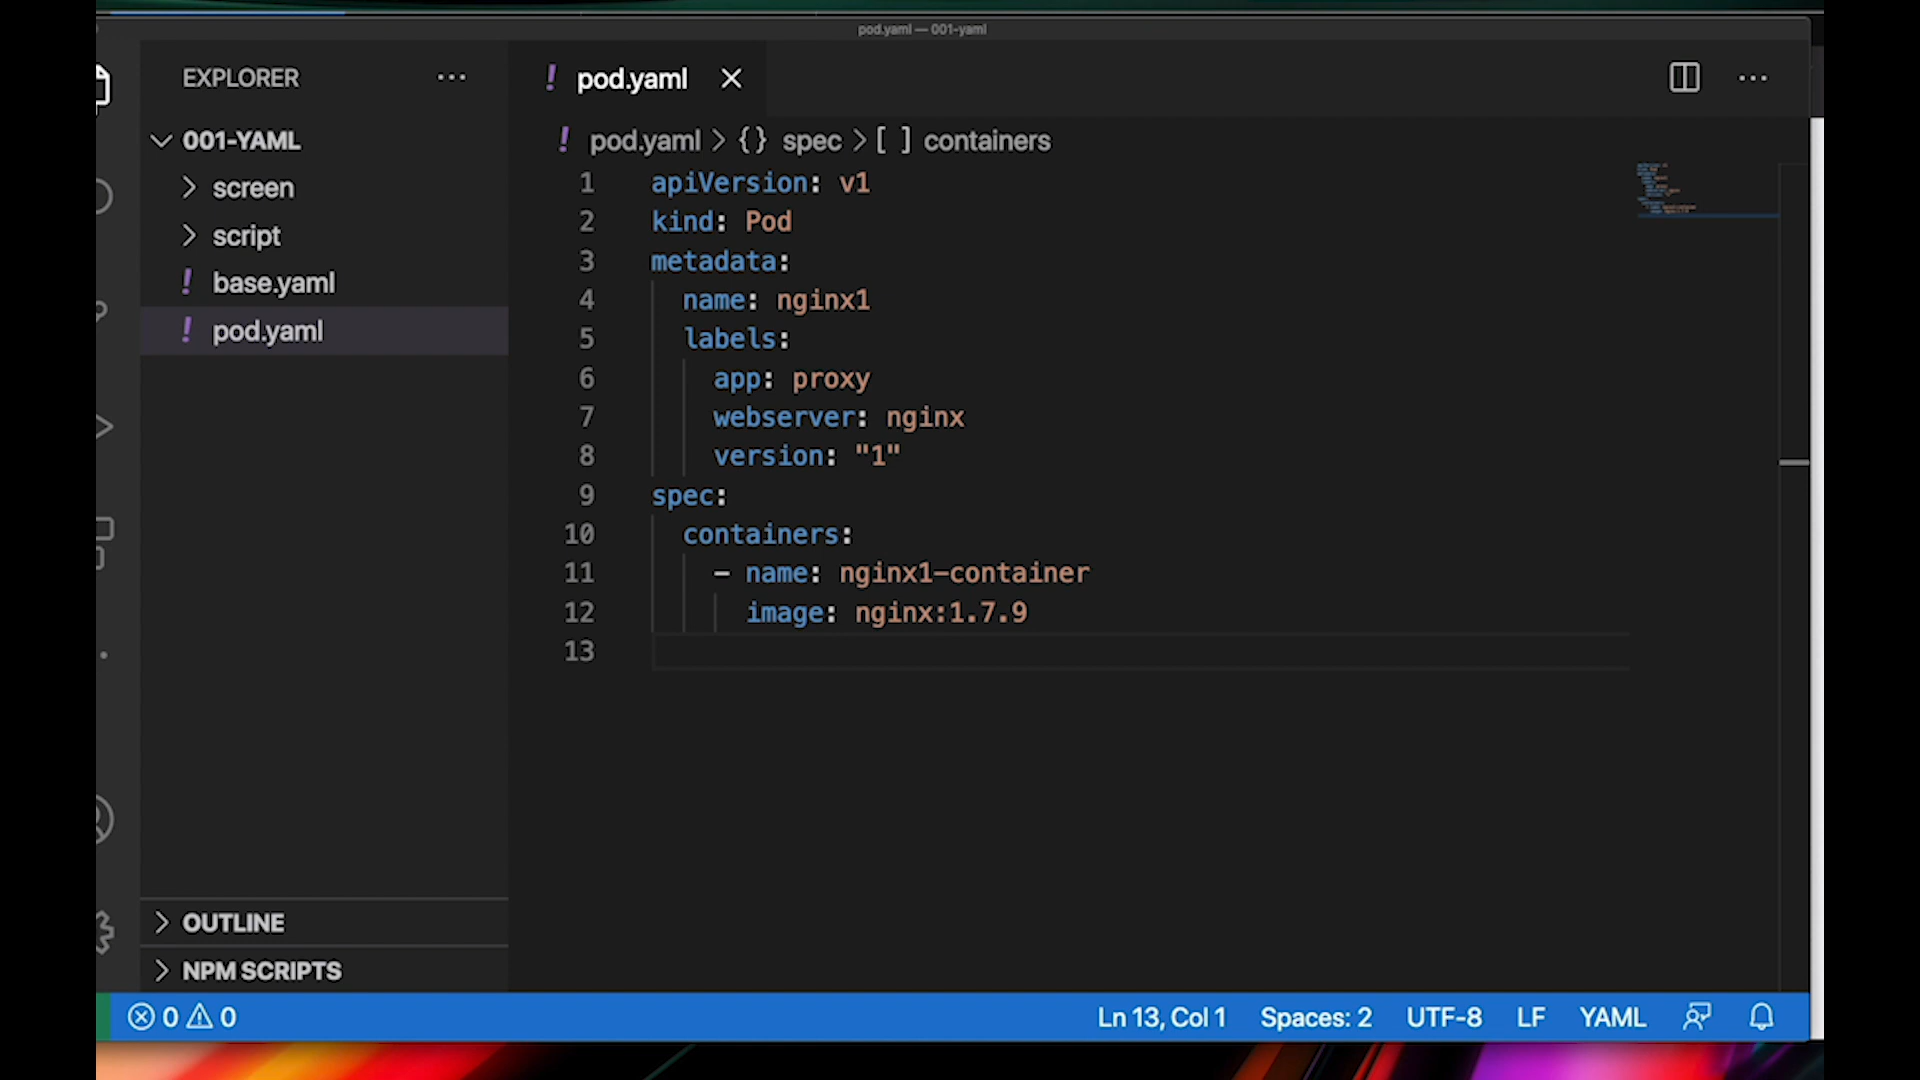 pod.yaml — 001-yaml
EXPLORER
001-YAML
screen
script
base.yaml
pod.yaml
OUTLINE
NPM SCRIPTS
pod.yaml
pod.yaml > {} spec > [ ] containers
1 apiVersion: v1
2 kind: Pod
3 metadata:
4   name: nginx1
5   labels:
6     app: proxy
7     webserver: nginx
8     version: "1"
9 spec:
10   containers:
11     - name: nginx1-container
12       image: nginx:1.7.9
13
0 0 Ln 13, Col 1 Spaces: 2 UTF-8 LF YAML